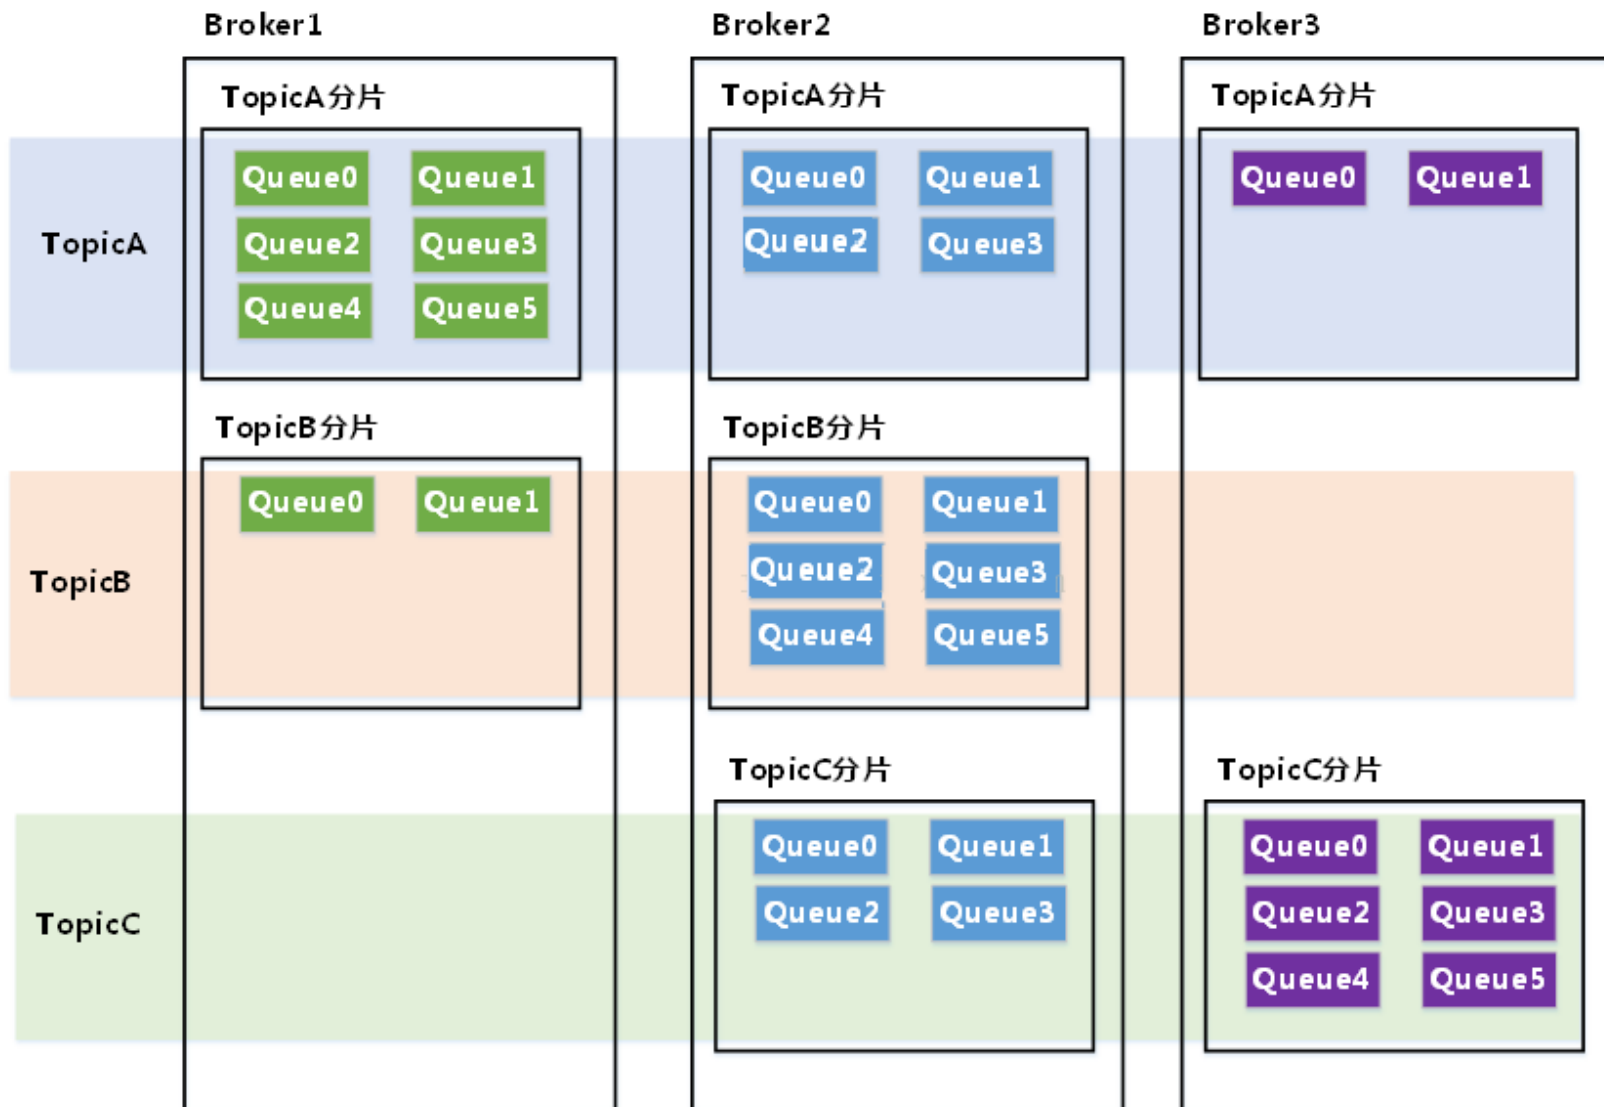 Broker1 Broker2 Broker3
TopicA分片 TopicA分片 TopicA分片
Queue0 Queue1 Queue0 Queue1 Queue0 Queue1
TopicA Queue2 Queue3 Queue2 Queue3
Queue4 Queue5
TopicB分片 TopicB分片
Queue0 Queue1 Queue0 Queue1
TopicB Queue2 Queue3
Queue4 Queue5
TopicC分片 TopicC分片
Queue0 Queue1 Queue0 Queue1
TopicC Queue2 Queue3 Queue2 Queue3
Queue4 Queue5